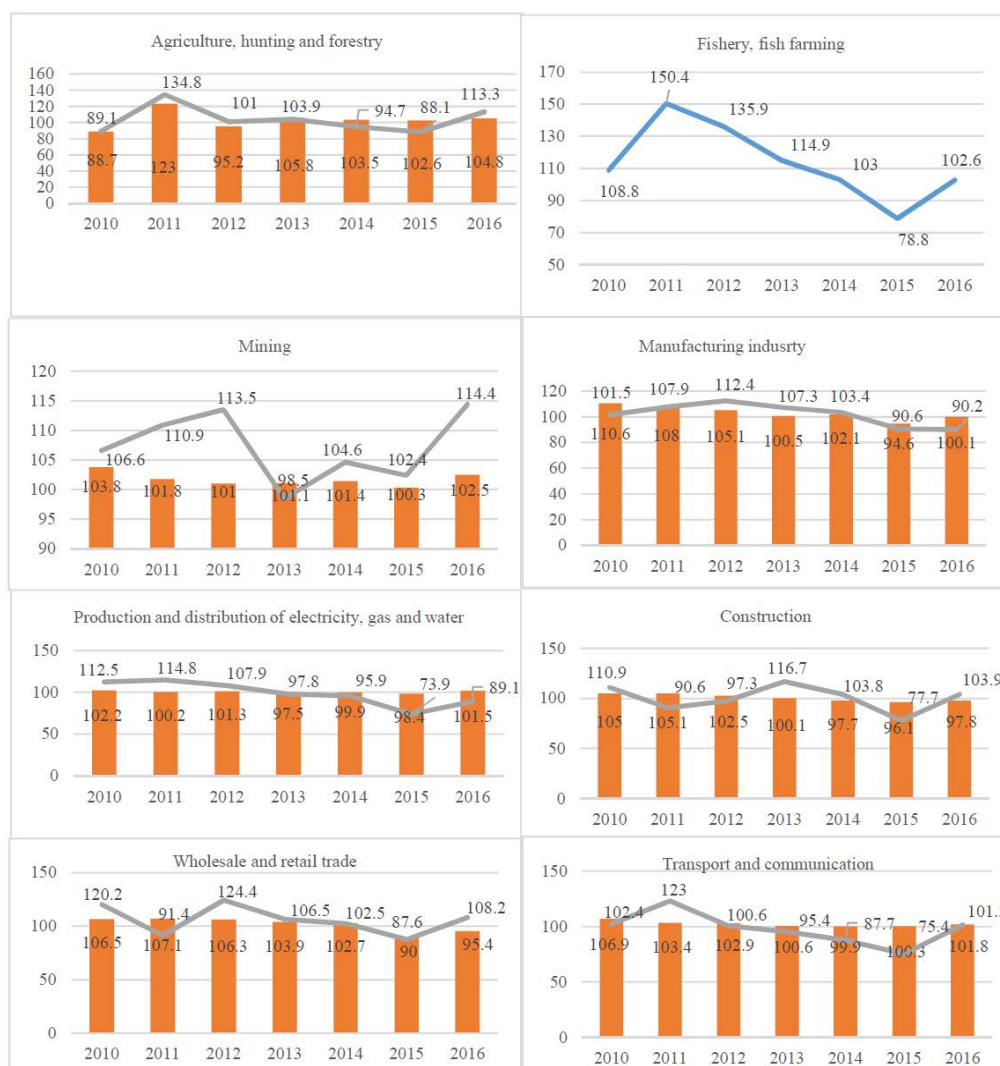 Agriculture, hunting and forestry
160
140
120
100
80
60
40
20
0
89.1 134.8 101 103.9 94.7 88.1 113.3
88.7 123 95.2 105.8 103.5 102.6 104.8
2010 2011 2012 2013 2014 2015 2016
Fishery, fish farming
170
150
130
110
90
70
50
108.8 150.4 135.9 114.9 103 78.8 102.6
2010 2011 2012 2013 2014 2015 2016
Mining
120
115
110
105
100
95
90
106.6 110.9 113.5 98.5 104.6 102.4 114.4
103.8 101.8 101 101.1 101.4 100.3 102.5
2010 2011 2012 2013 2014 2015 2016
Manufacturing indusrty
120
100
80
60
40
20
0
101.5 107.9 112.4 107.3 103.4 90.6 90.2
110.6 108 105.1 100.5 102.1 94.6 100.1
2010 2011 2012 2013 2014 2015 2016
Production and distribution of electricity, gas and water
150
100
50
0
112.5 114.8 107.9 97.8 95.9 73.9 89.1
102.2 100.2 101.3 97.5 99.9 98.4 101.5
2010 2011 2012 2013 2014 2015 2016
Construction
150
100
50
0
110.9 90.6 97.3 116.7 103.8 77.7 103.9
105 105.1 102.5 100.1 97.7 96.1 97.8
2010 2011 2012 2013 2014 2015 2016
Wholesale and retail trade
150
100
50
0
120.2 91.4 124.4 106.5 102.5 87.6 108.2
106.5 107.1 106.3 103.9 102.7 90 95.4
2010 2011 2012 2013 2014 2015 2016
Transport and communication
150
100
50
0
102.4 123 100.6 95.4 87.7 75.4
106.9 103.4 102.9 100.6 99.9 100.3 101.8
2010 2011 2012 2013 2014 2015 2016